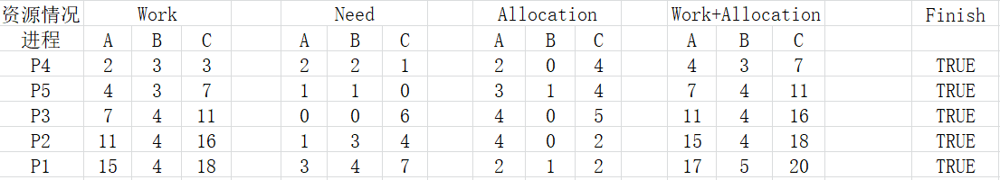 资源情况 Work Need Allocation Work+Allocation Finish
进程 A B C A B C A B C A B C
P4 2 3 3 2 2 1 2 0 4 4 3 7 TRUE
P5 4 3 7 1 1 0 3 1 4 7 4 11 TRUE
P3 7 4 11 0 0 6 4 0 5 11 4 16 TRUE
P2 11 4 16 1 3 4 4 0 2 15 4 18 TRUE
P1 15 4 18 3 4 7 2 1 2 17 5 20 TRUE